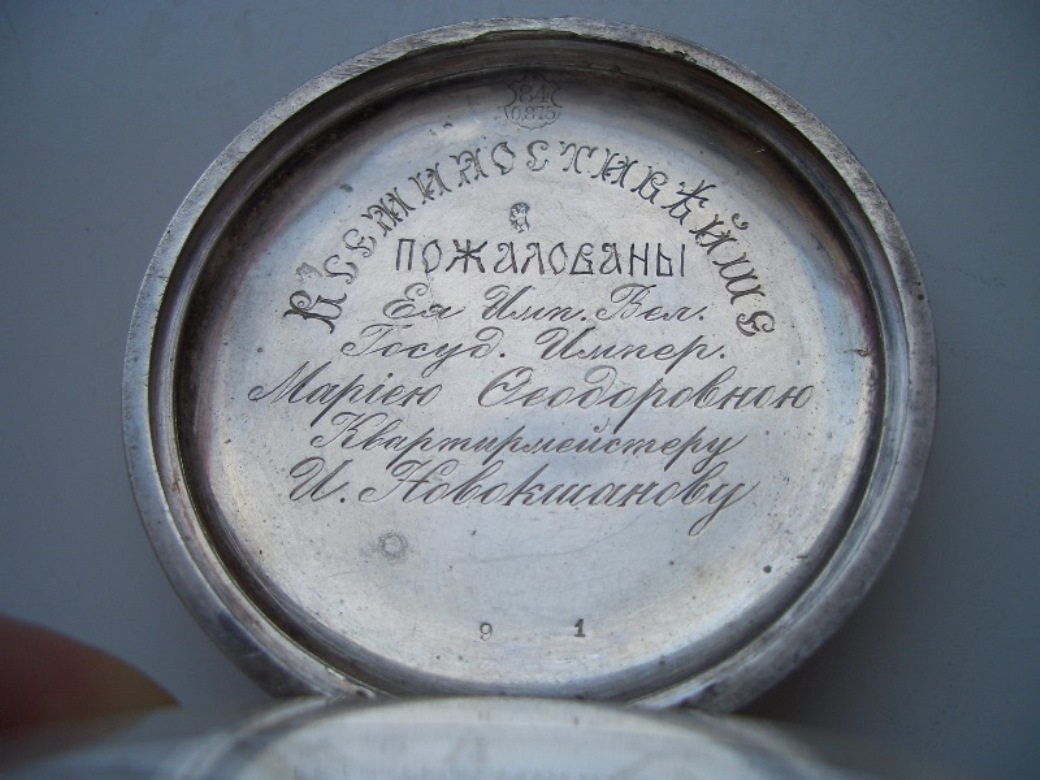 84
0,875
Всемилостивѣйше
пожалованы
Ея Имп. Вел.
Госуд. Импер.
Маріею Ѳеодоровною
Квартирмейстеру
И. Новокшанову
9 1